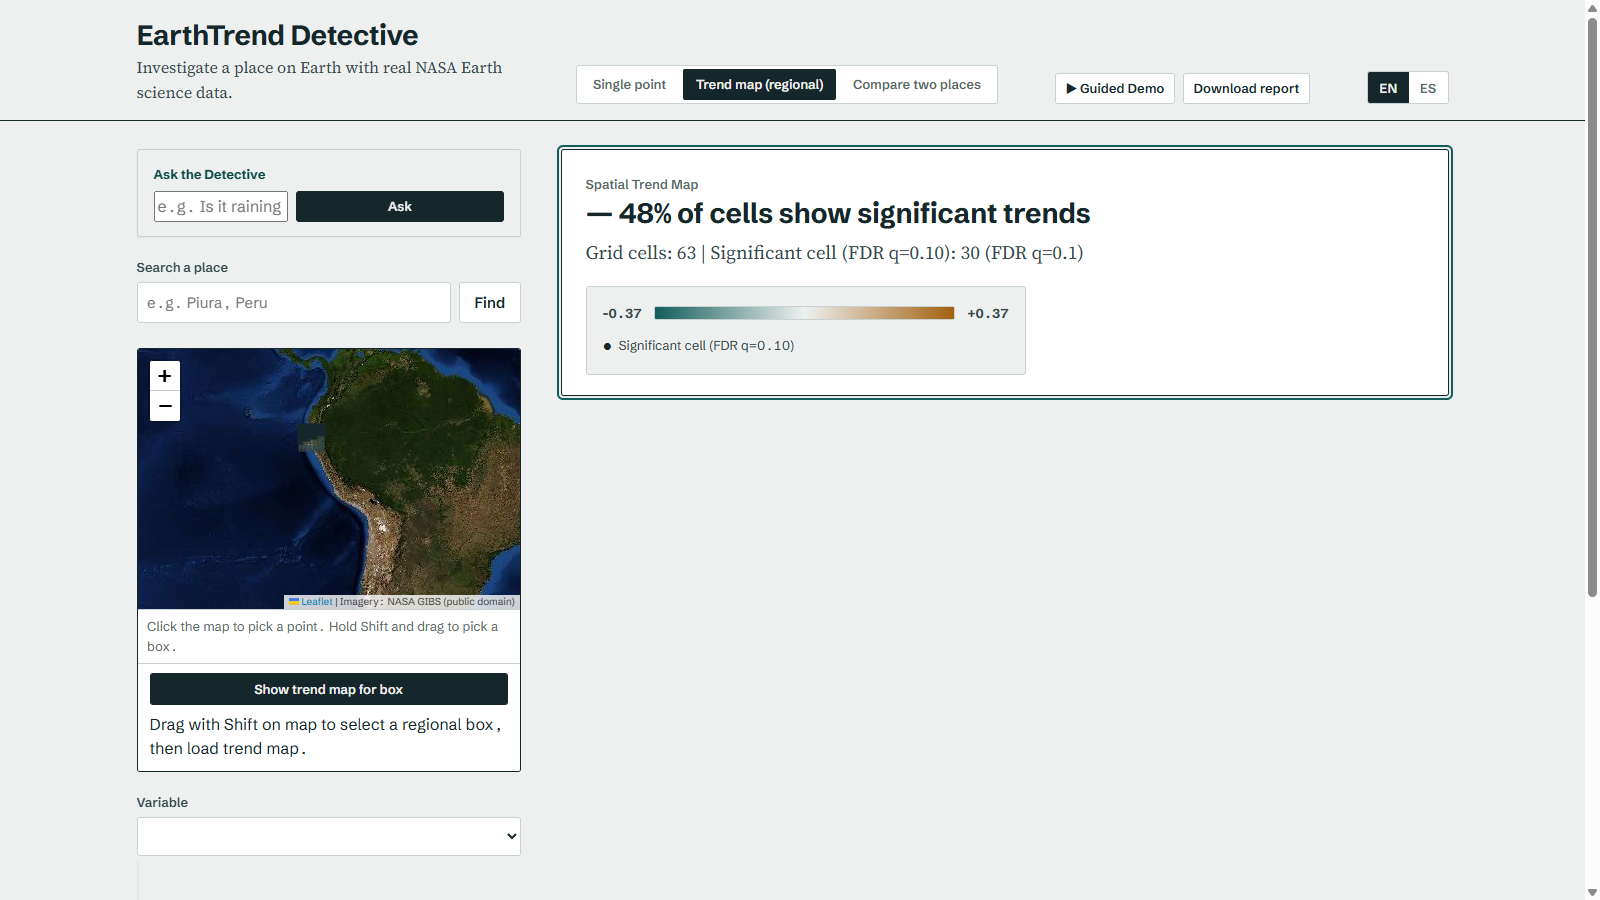 EarthTrend Detective
Investigate a place on Earth with real NASA Earth
science data.
Single point
Trend map (regional)
Compare two places
▶ Guided Demo
Download report
EN
ES
Ask the Detective
e.g. Is it raining
Ask
Search a place
e.g. Piura, Peru
Find
+
−
Leaflet | Imagery: NASA GIBS (public domain)
Click the map to pick a point. Hold Shift and drag to pick a
box.
Show trend map for box
Drag with Shift on map to select a regional box,
then load trend map.
Variable
Spatial Trend Map
— 48% of cells show significant trends
Grid cells: 63 | Significant cell (FDR q=0.10): 30 (FDR q=0.1)
-0.37
+0.37
● Significant cell (FDR q=0.10)